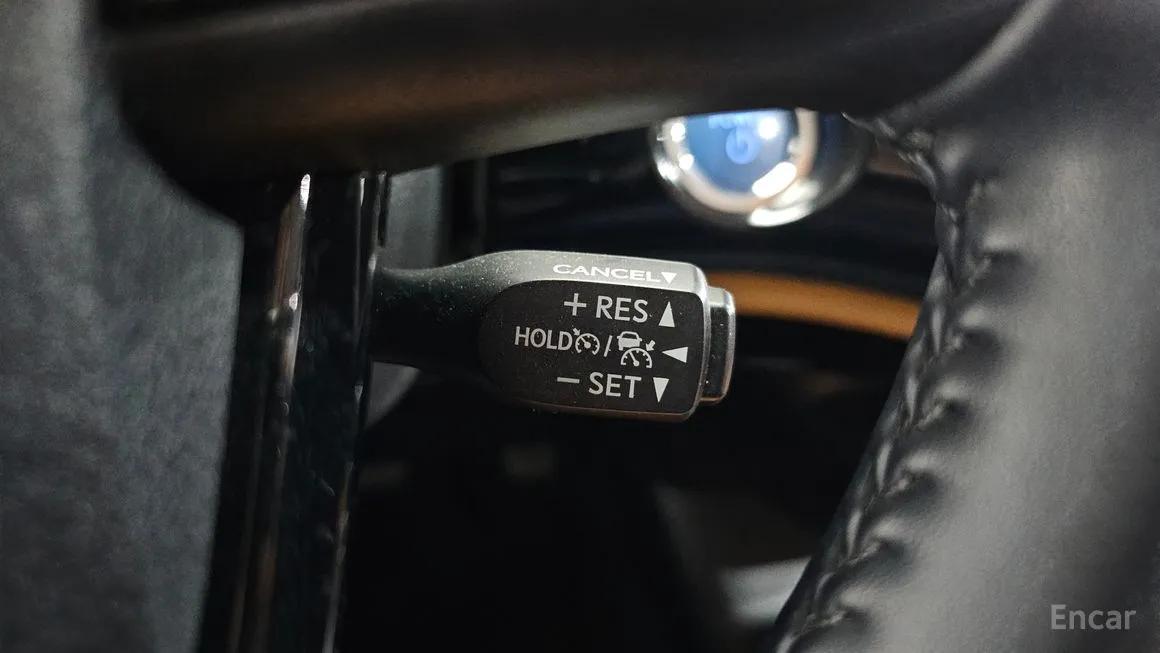 CANCEL▼
+ RES ▲
HOLD / ◀
− SET ▼
Encar